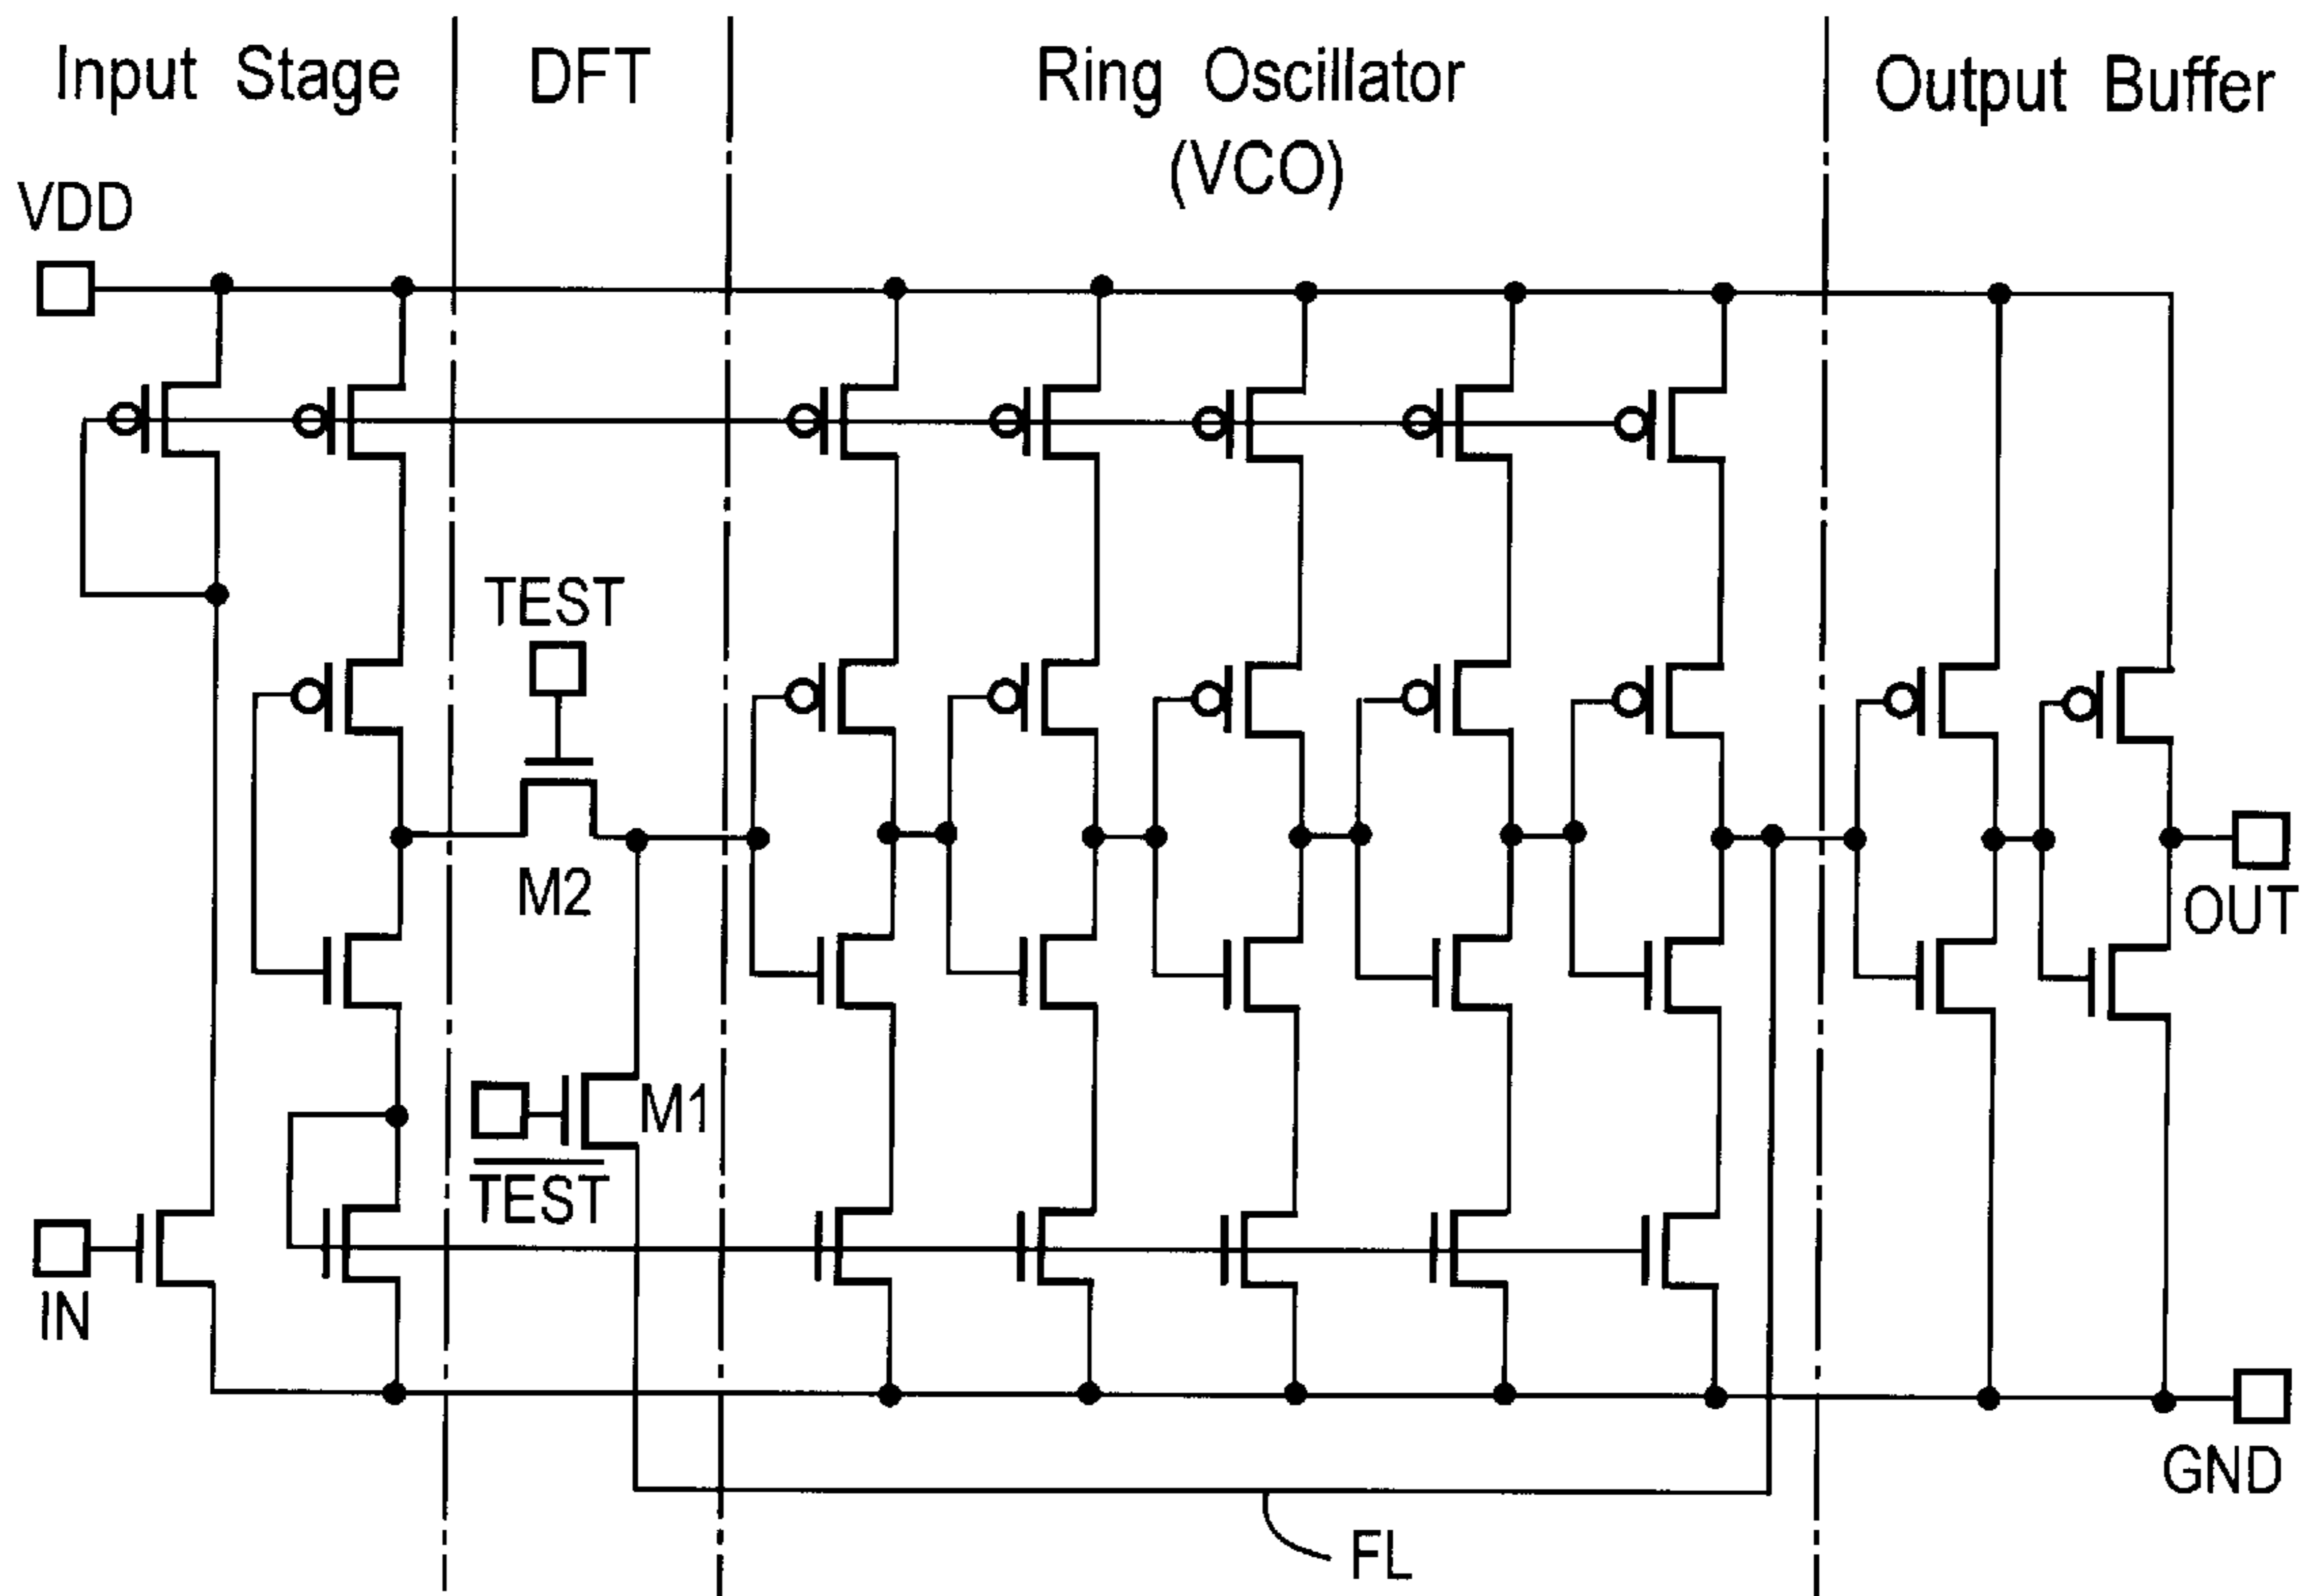 Input Stage
DFT
Ring Oscillator
(VCO)
Output Buffer
VDD
TEST
M2
OUT
M1
TEST
IN
GND
FL